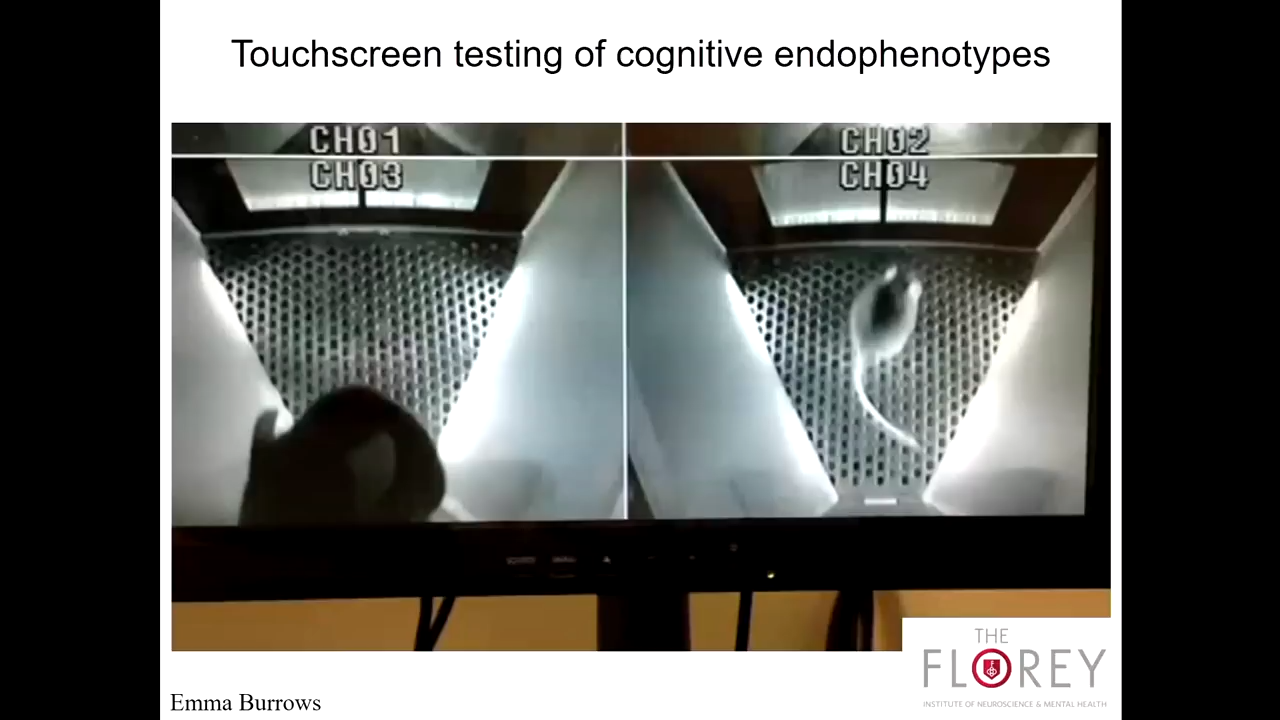 Touchscreen testing of cognitive endophenotypes
CH01
CH02
CH03
CH04
THE
FLOREY
INSTITUTE OF NEUROSCIENCE & MENTAL HEALTH
Emma Burrows